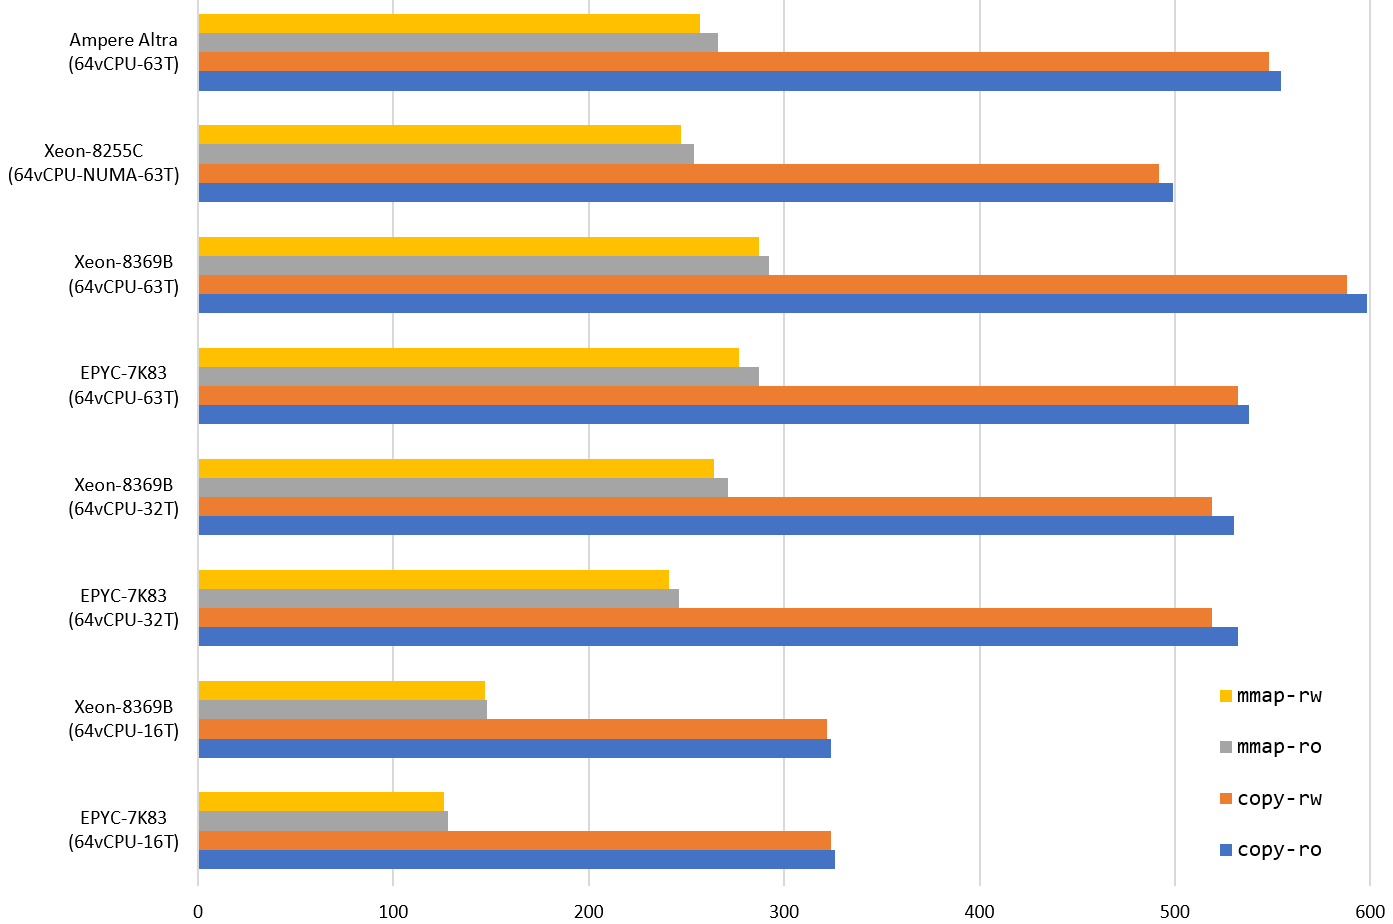 Ampere Altra
(64vCPU-63T)
Xeon-8255C
(64vCPU-NUMA-63T)
Xeon-8369B
(64vCPU-63T)
EPYC-7K83
(64vCPU-63T)
Xeon-8369B
(64vCPU-32T)
EPYC-7K83
(64vCPU-32T)
Xeon-8369B
(64vCPU-16T)
EPYC-7K83
(64vCPU-16T)
mmap-rw
mmap-ro
copy-rw
copy-ro
0 100 200 300 400 500 600